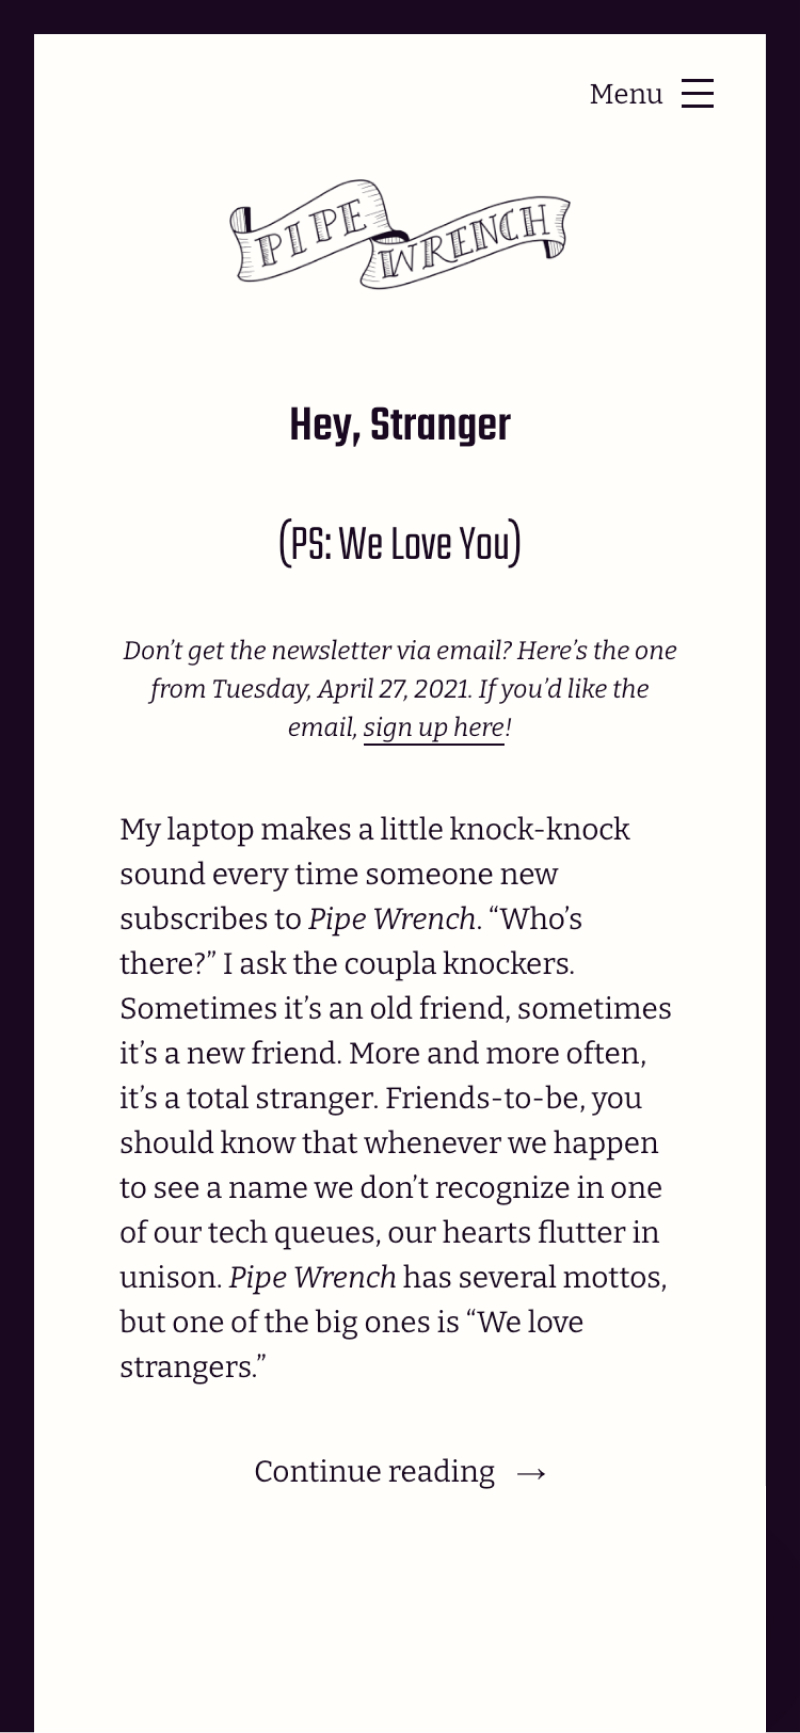 Menu
PIPE WRENCH
Hey, Stranger
(PS: We Love You)
Don’t get the newsletter via email? Here’s the one
from Tuesday, April 27, 2021. If you’d like the
email, sign up here!
My laptop makes a little knock-knock
sound every time someone new
subscribes to Pipe Wrench. “Who’s
there?” I ask the coupla knockers.
Sometimes it’s an old friend, sometimes
it’s a new friend. More and more often,
it’s a total stranger. Friends-to-be, you
should know that whenever we happen
to see a name we don’t recognize in one
of our tech queues, our hearts flutter in
unison. Pipe Wrench has several mottos,
but one of the big ones is “We love
strangers.”
Continue reading →